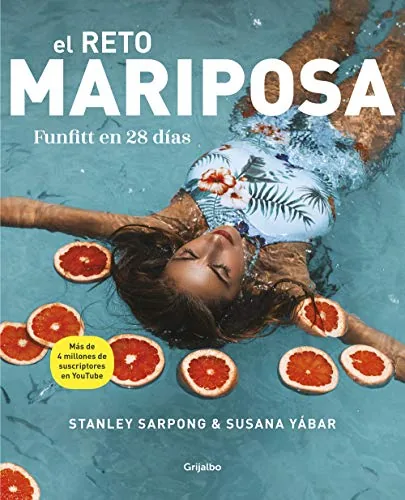 el RETO
MARIPOSA
Funfitt en 28 días
Más de
4 millones de
suscriptores
en YouTube
STANLEY SARPONG & SUSANA YÁBAR
Grijalbo